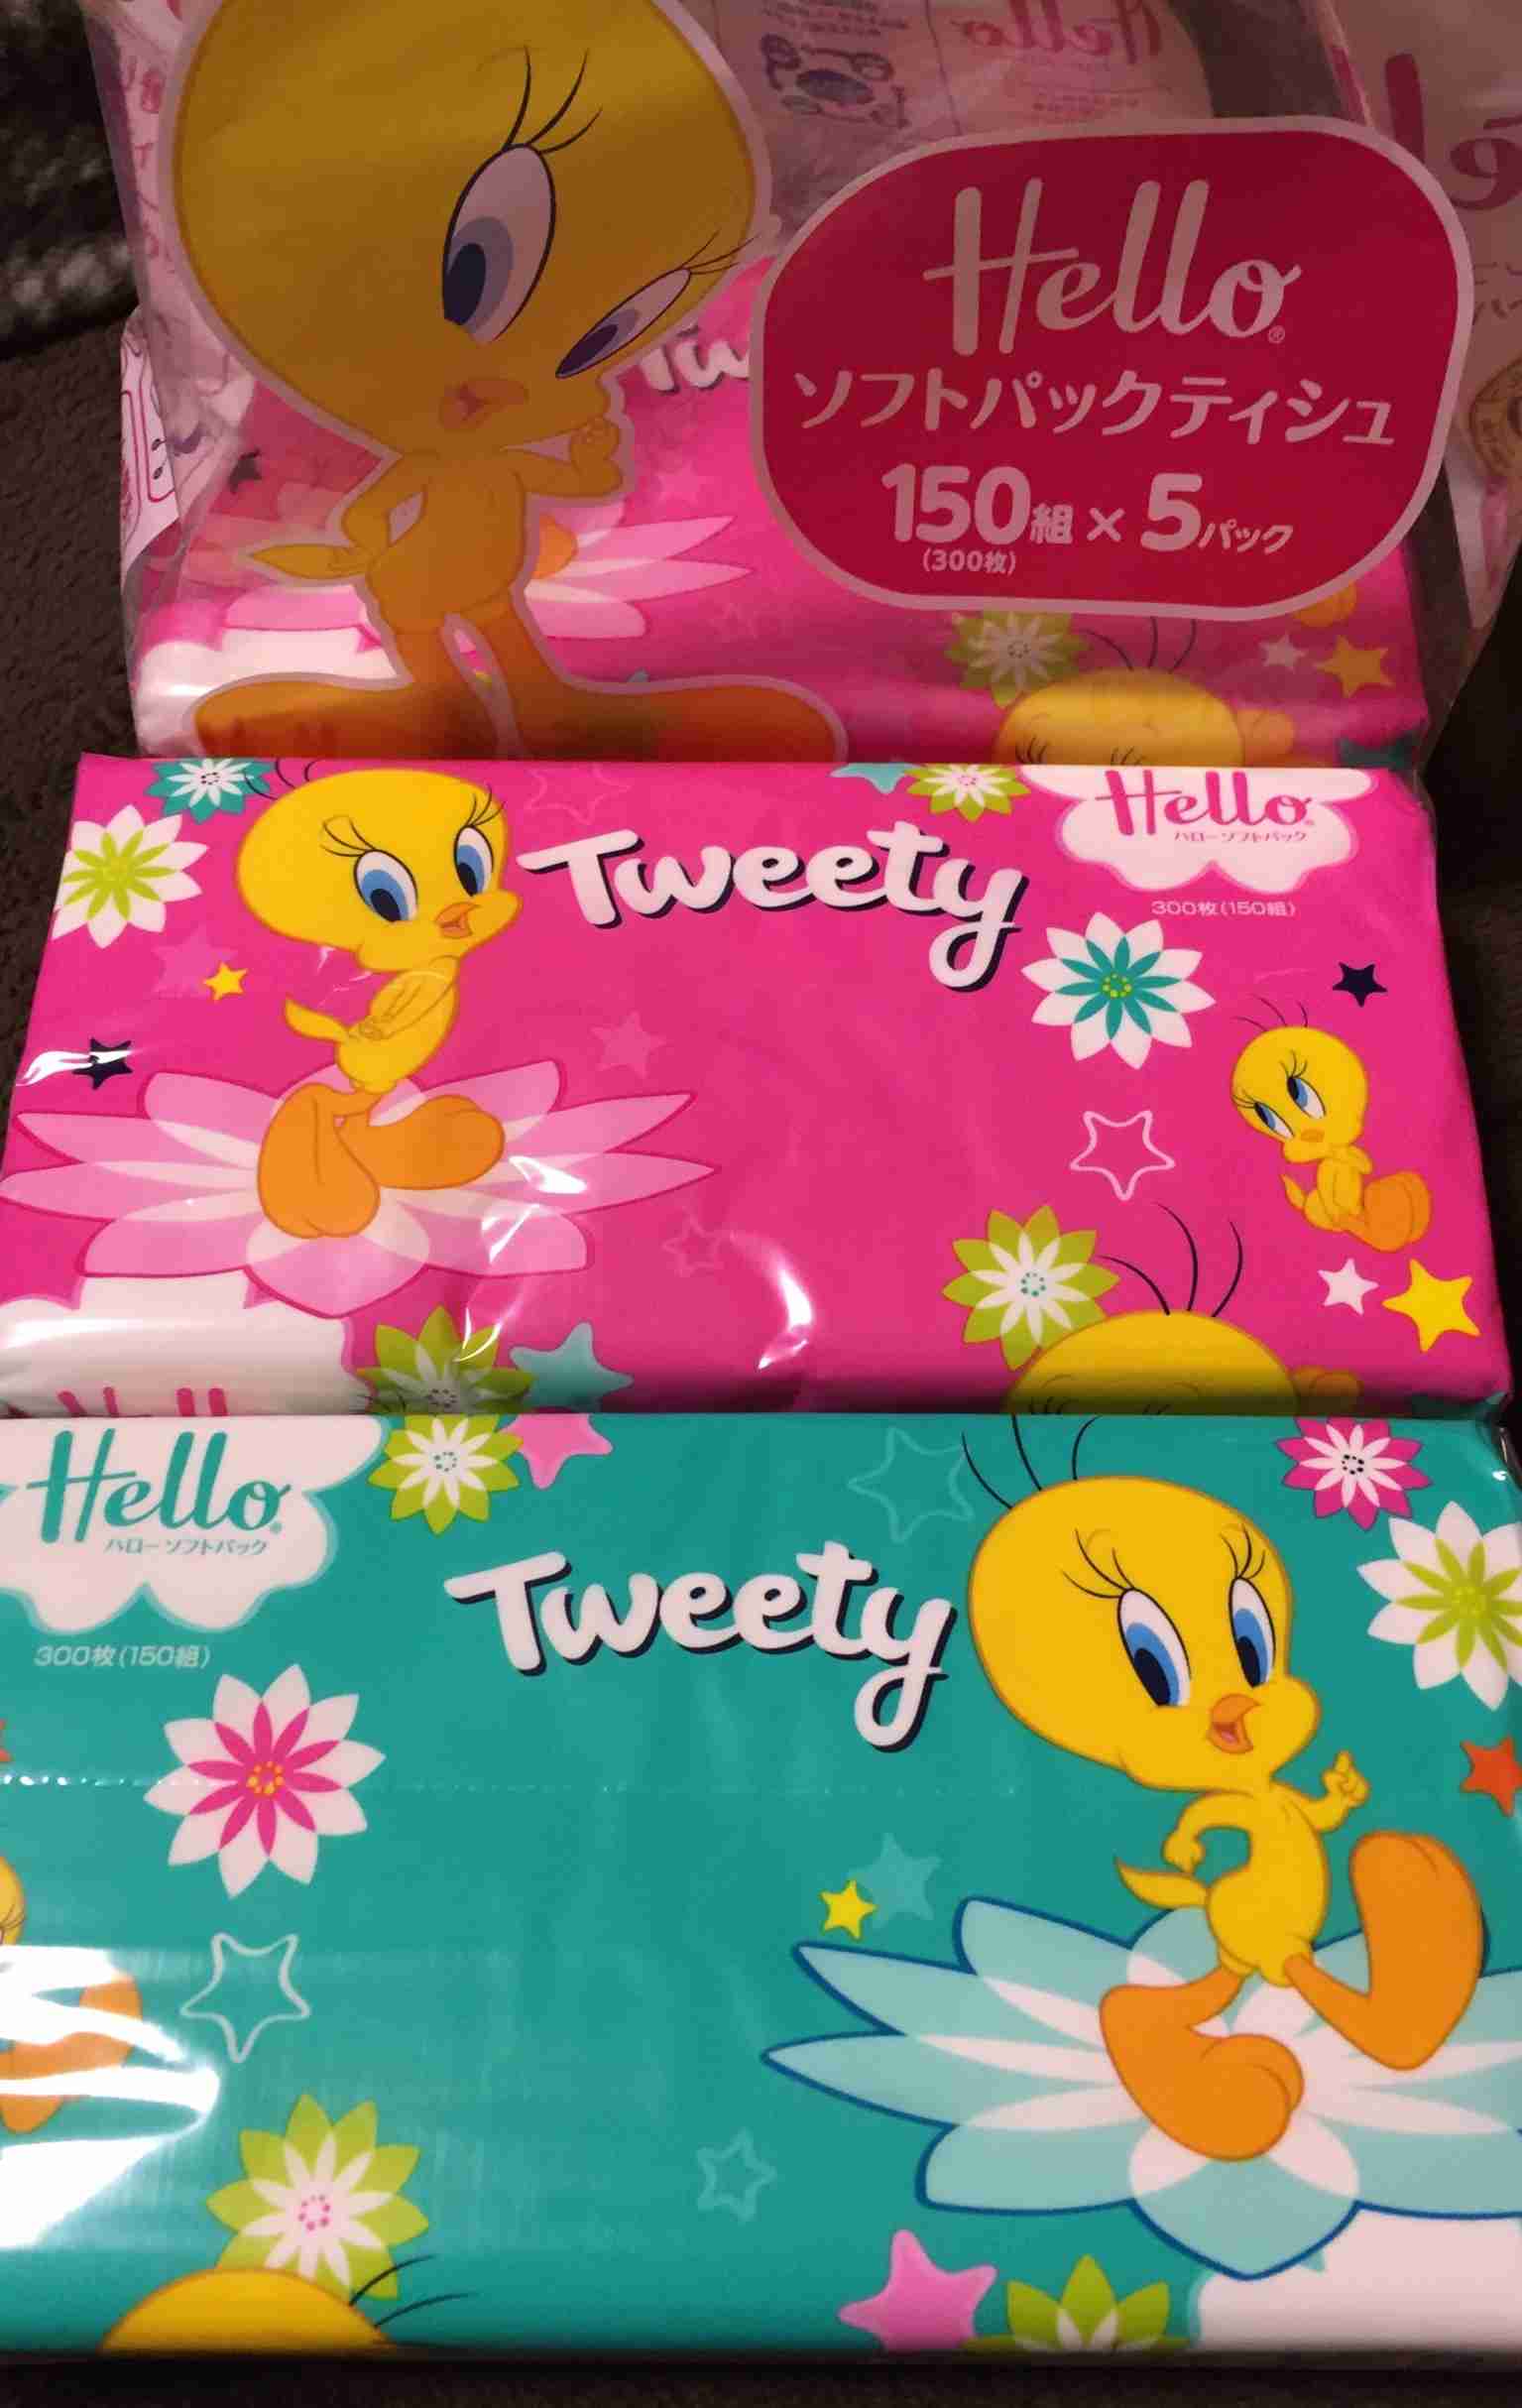 Hello
Hello®
ソフトパックティシュ
150組×5パック
(300枚)
Tw
Tweety
Hello®
ハローソフトパック
300枚(150組)
Hello
Hello®
ハローソフトパック
300枚(150組)
Tweety